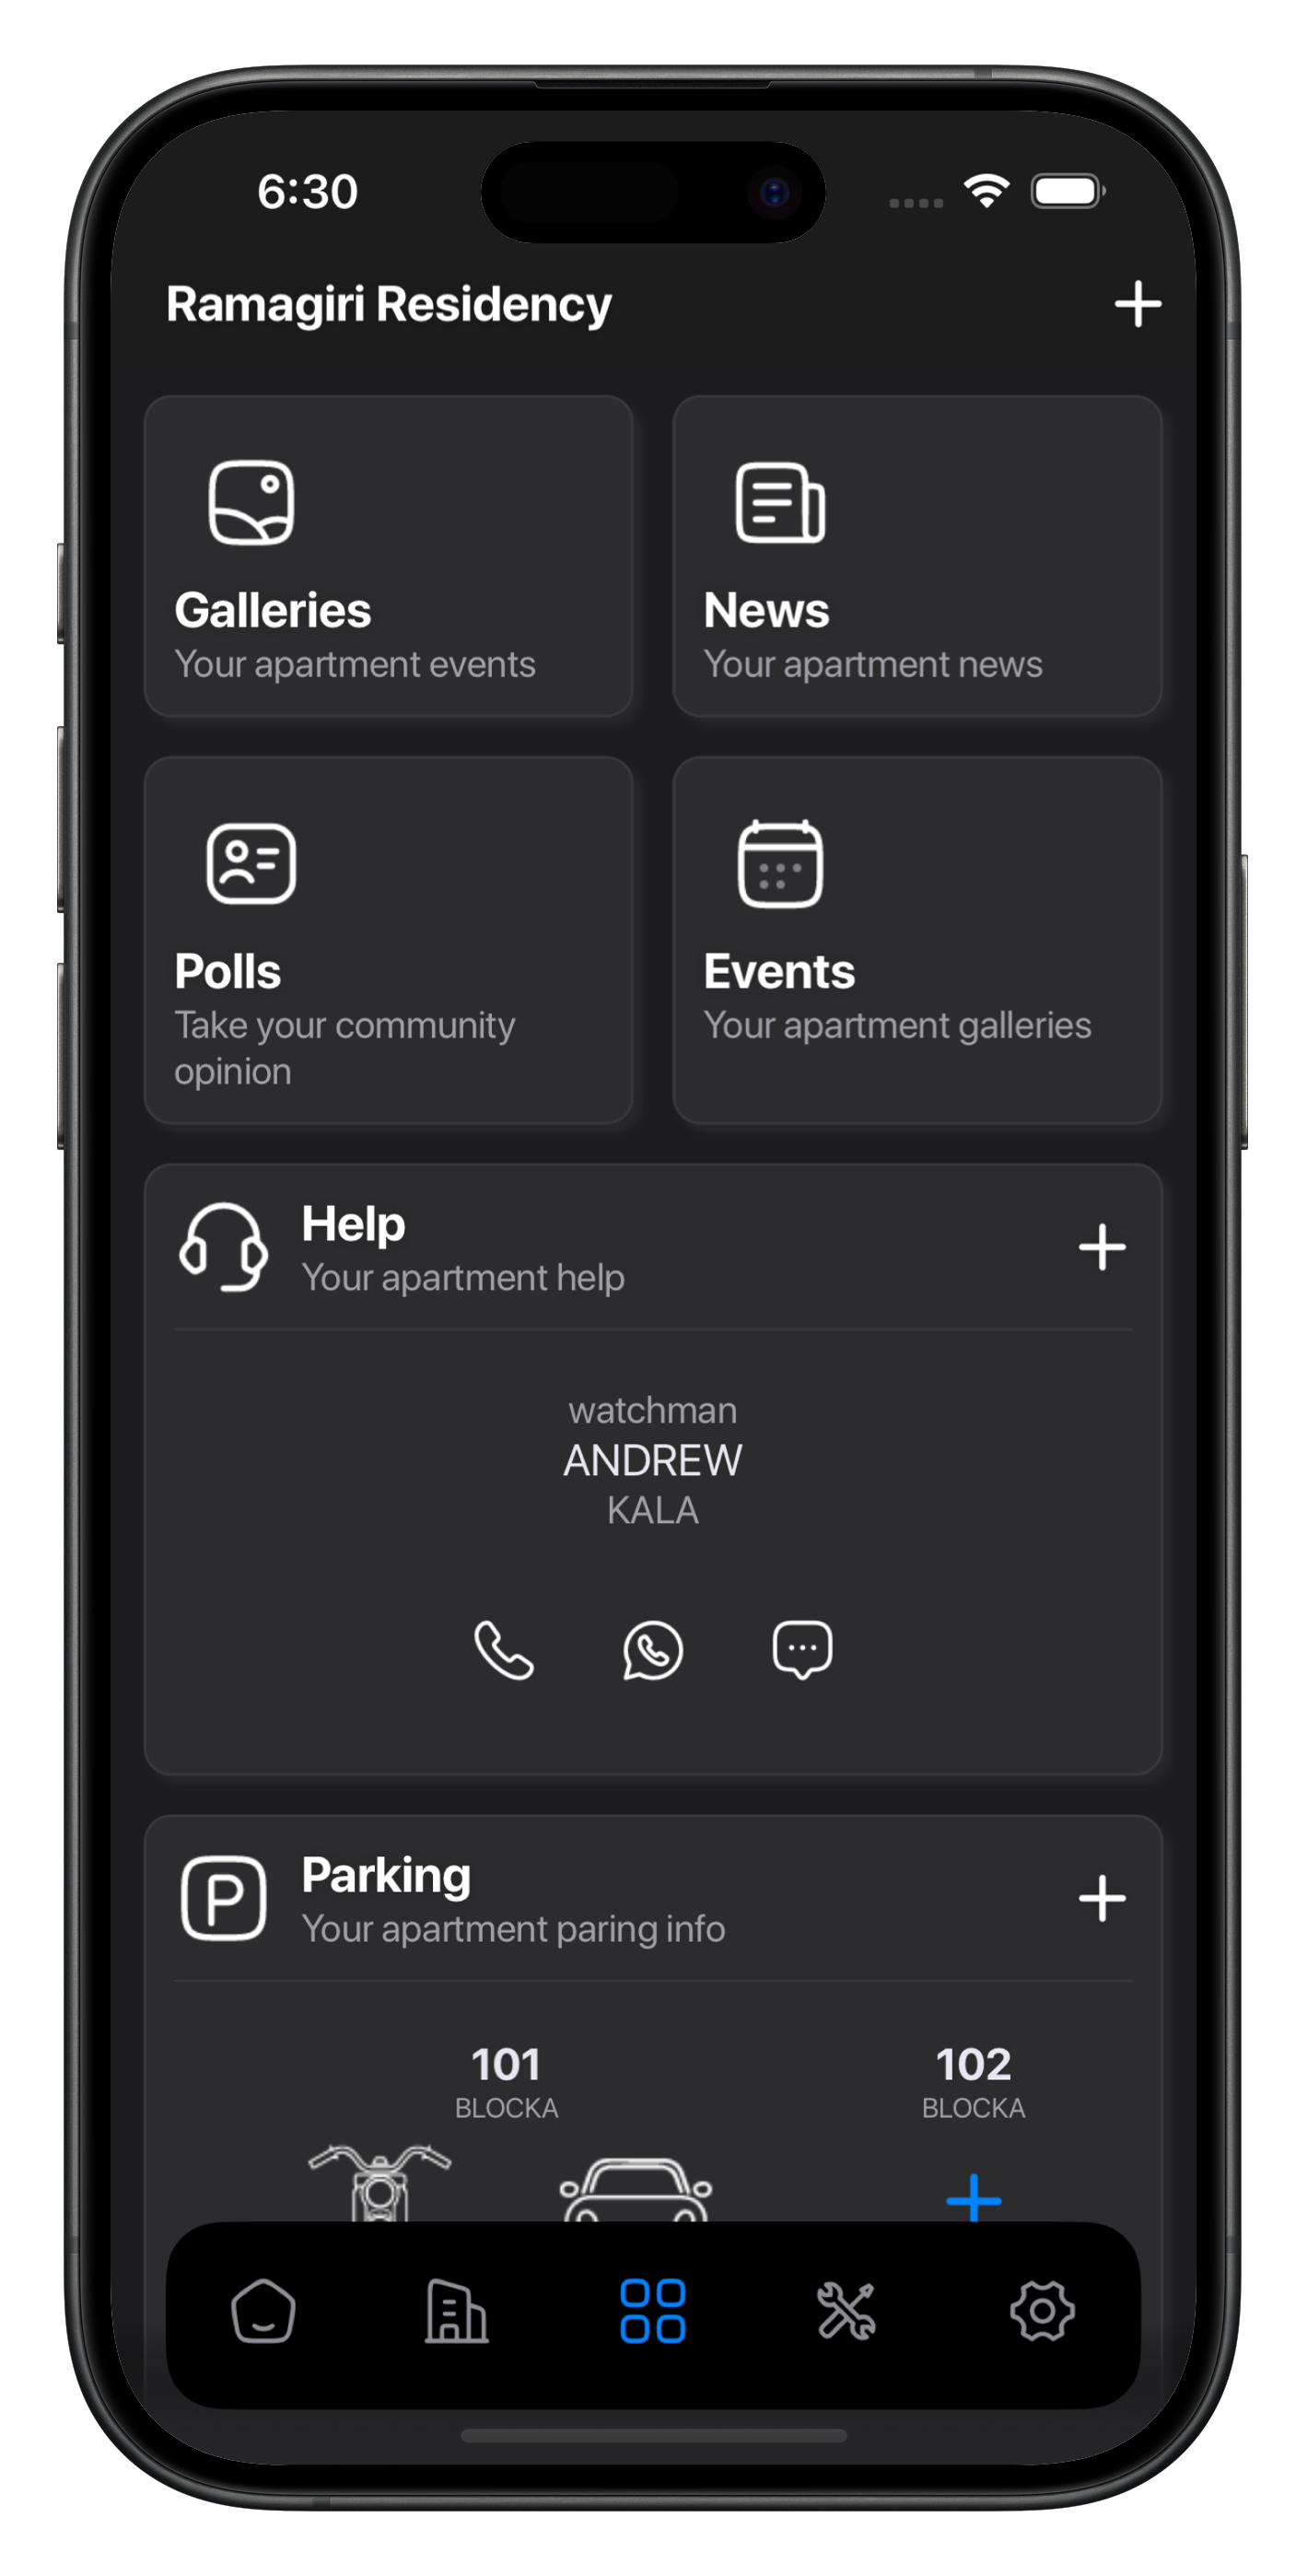 6:30
Ramagiri Residency
Galleries
Your apartment events
News
Your apartment news
Polls
Take your community
opinion
Events
Your apartment galleries
Help
Your apartment help
watchman
ANDREW
KALA
P
Parking
Your apartment paring info
101
BLOCKA
102
BLOCKA